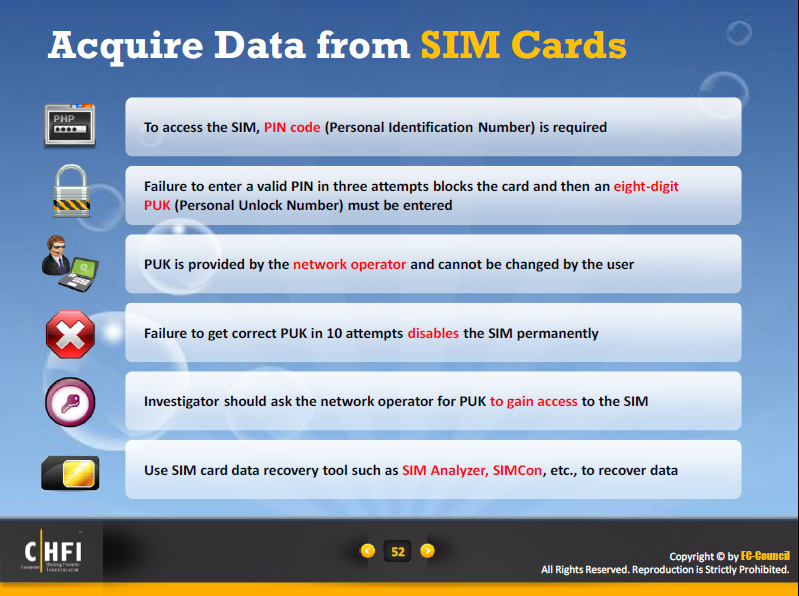 Acquire Data from SIM Cards
PHP
To access the SIM, PIN code (Personal Identification Number) is required
Failure to enter a valid PIN in three attempts blocks the card and then an eight-digit
PUK (Personal Unlock Number) must be entered
PUK is provided by the network operator and cannot be changed by the user
Failure to get correct PUK in 10 attempts disables the SIM permanently
Investigator should ask the network operator for PUK to gain access to the SIM
Use SIM card data recovery tool such as SIM Analyzer, SIMCon, etc., to recover data
CHFI
Computer Hacking Forensic
INVESTIGATOR
52
Copyright © by EC-Council
All Rights Reserved. Reproduction is Strictly Prohibited.